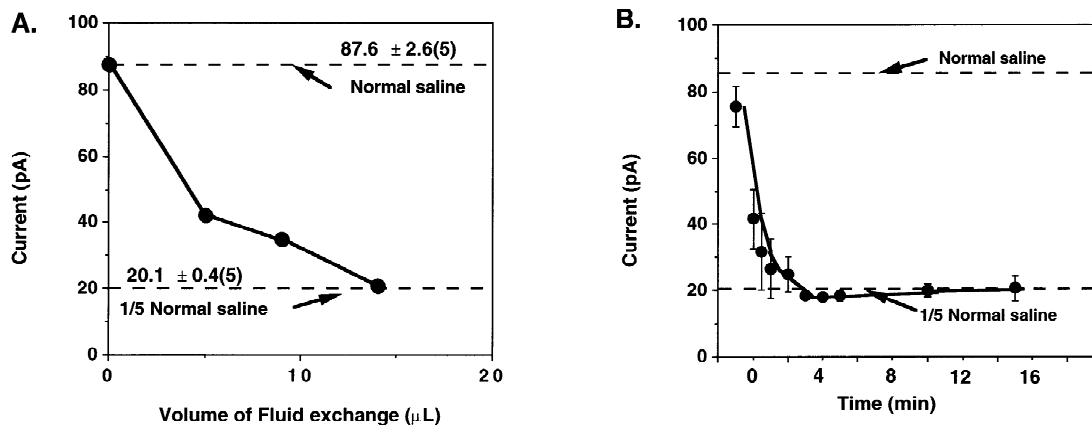 A.
100
80
60
40
20
0
Current (pA)
87.6 ±2.6(5)
Normal saline
20.1 ±0.4(5)
1/5 Normal saline
0
10
20
Volume of Fluid exchange (μL)
B.
100
80
60
40
20
0
Current (pA)
Normal saline
1/5 Normal saline
0
4
8
12
16
Time (min)